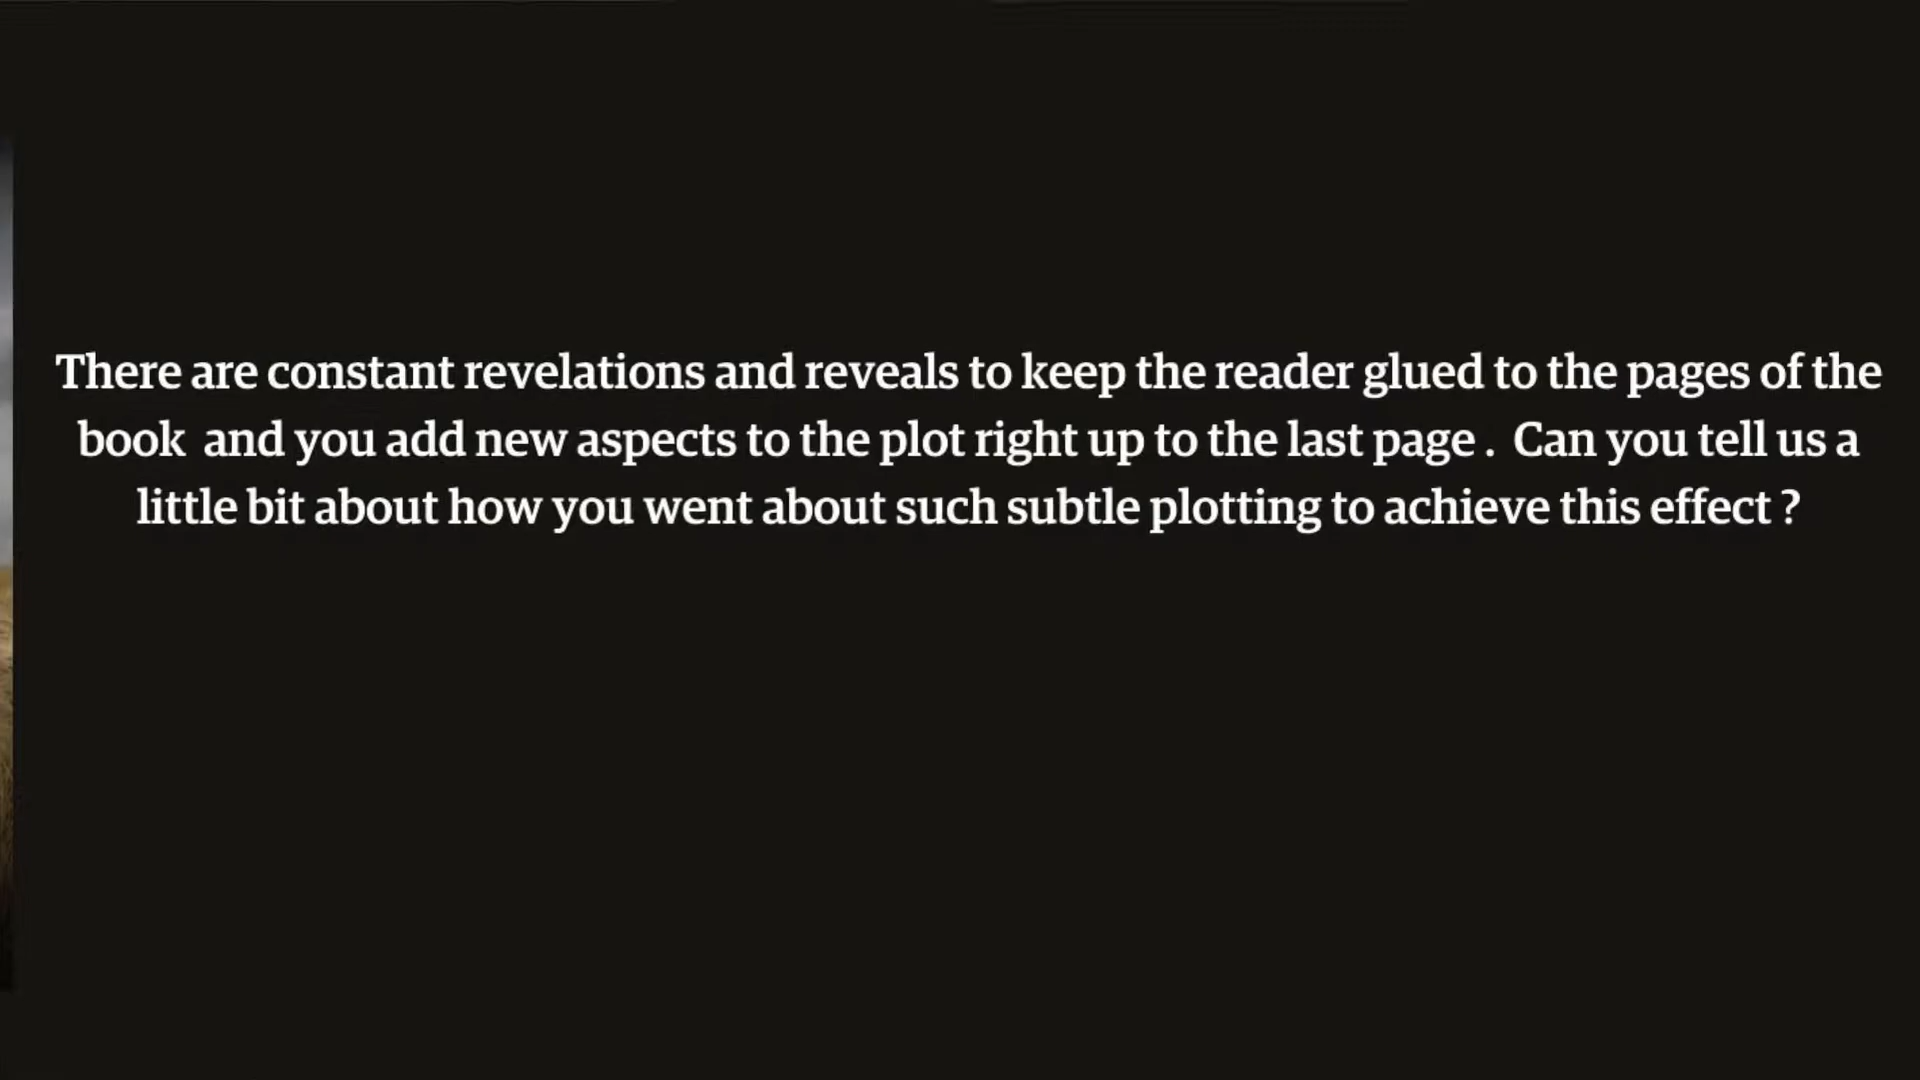 There are constant revelations and reveals to keep the reader glued to the pages of the
book  and you add new aspects to the plot right up to the last page .  Can you tell us a
little bit about how you went about such subtle plotting to achieve this effect ?